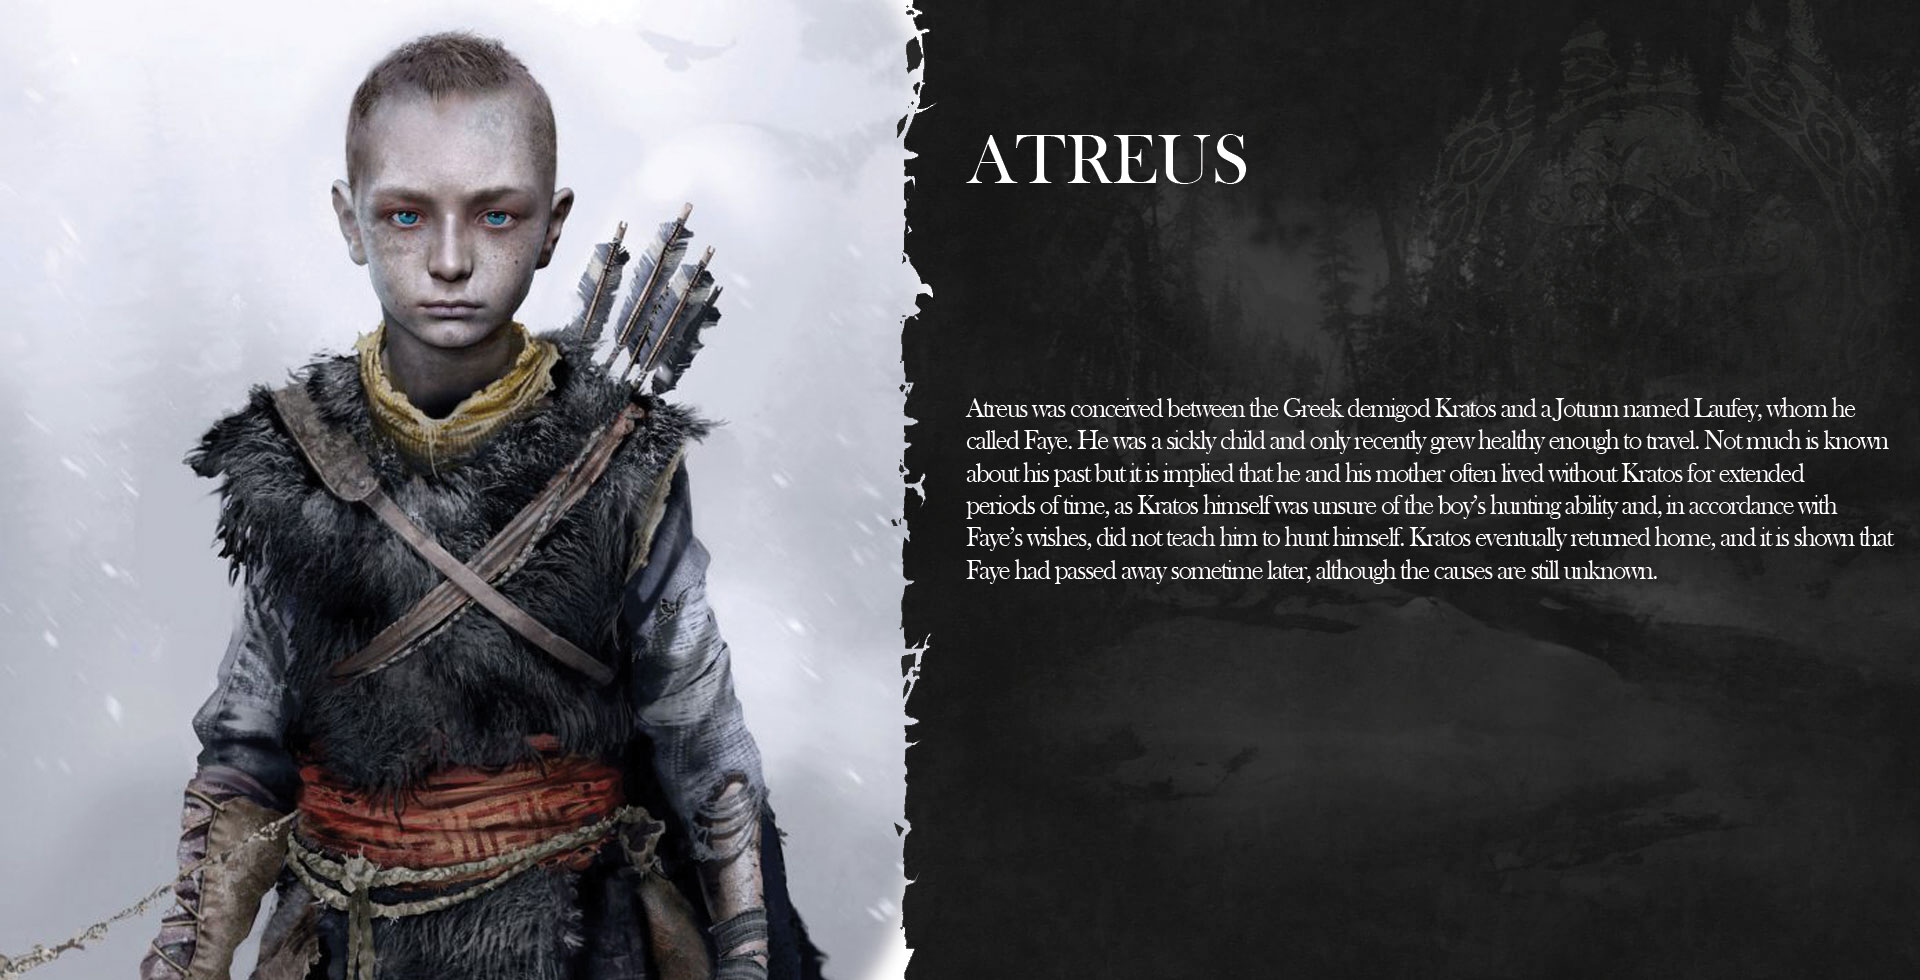 ATREUS
Atreus was conceived between the Greek demigod Kratos and a Jotunn named Laufey, whom he
called Faye. He was a sickly child and only recently grew healthy enough to travel. Not much is known
about his past but it is implied that he and his mother often lived without Kratos for extended
periods of time, as Kratos himself was unsure of the boy’s hunting ability and, in accordance with
Faye’s wishes, did not teach him to hunt himself. Kratos eventually returned home, and it is shown that
Faye had passed away sometime later, although the causes are still unknown.